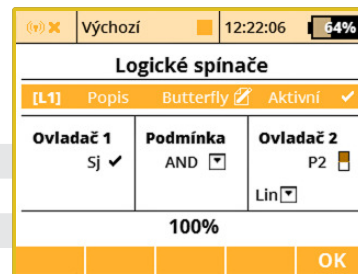 Výchozí 12:22:06 64%
Logické spínače
[L1] Popis Butterfly Aktivní
Ovladač 1 Podmínka Ovladač 2
Sj AND P2
Lin
100%
OK